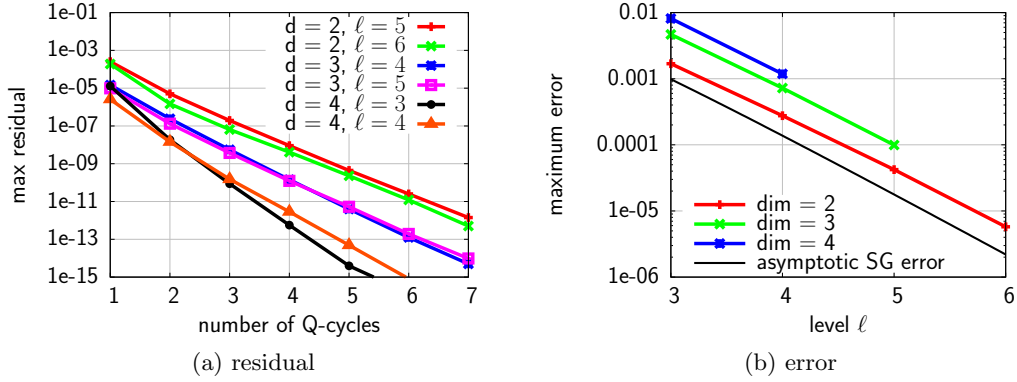 1e-01
1e-03
1e-05
1e-07
1e-09
1e-11
1e-13
1e-15
max residual
1 2 3 4 5 6 7
number of Q-cycles
d = 2, ℓ = 5
d = 2, ℓ = 6
d = 3, ℓ = 4
d = 3, ℓ = 5
d = 4, ℓ = 3
d = 4, ℓ = 4
(a) residual
0.01
0.001
0.0001
1e-05
1e-06
maximum error
3 4 5 6
level ℓ
dim = 2
dim = 3
dim = 4
asymptotic SG error
(b) error